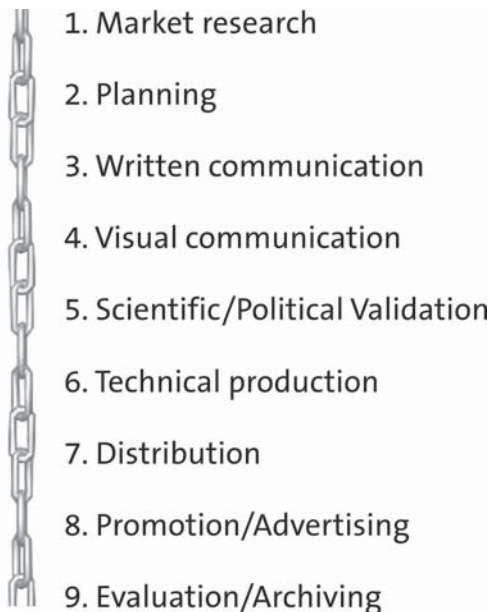 1. Market research
2. Planning
3. Written communication
4. Visual communication
5. Scientific/Political Validation
6. Technical production
7. Distribution
8. Promotion/Advertising
9. Evaluation/Archiving